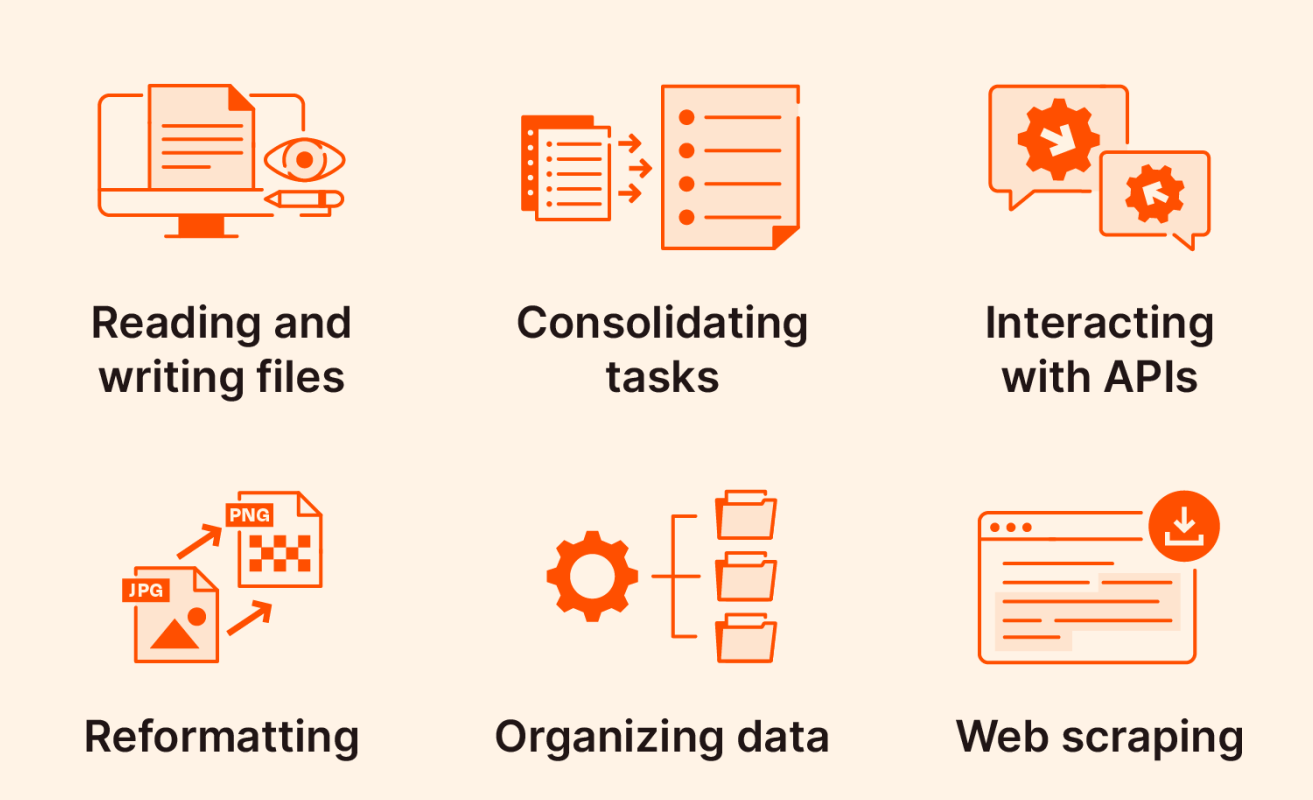 Reading and
writing files
Consolidating
tasks
Interacting
with APIs
PNG
JPG
Reformatting
Organizing data
Web scraping